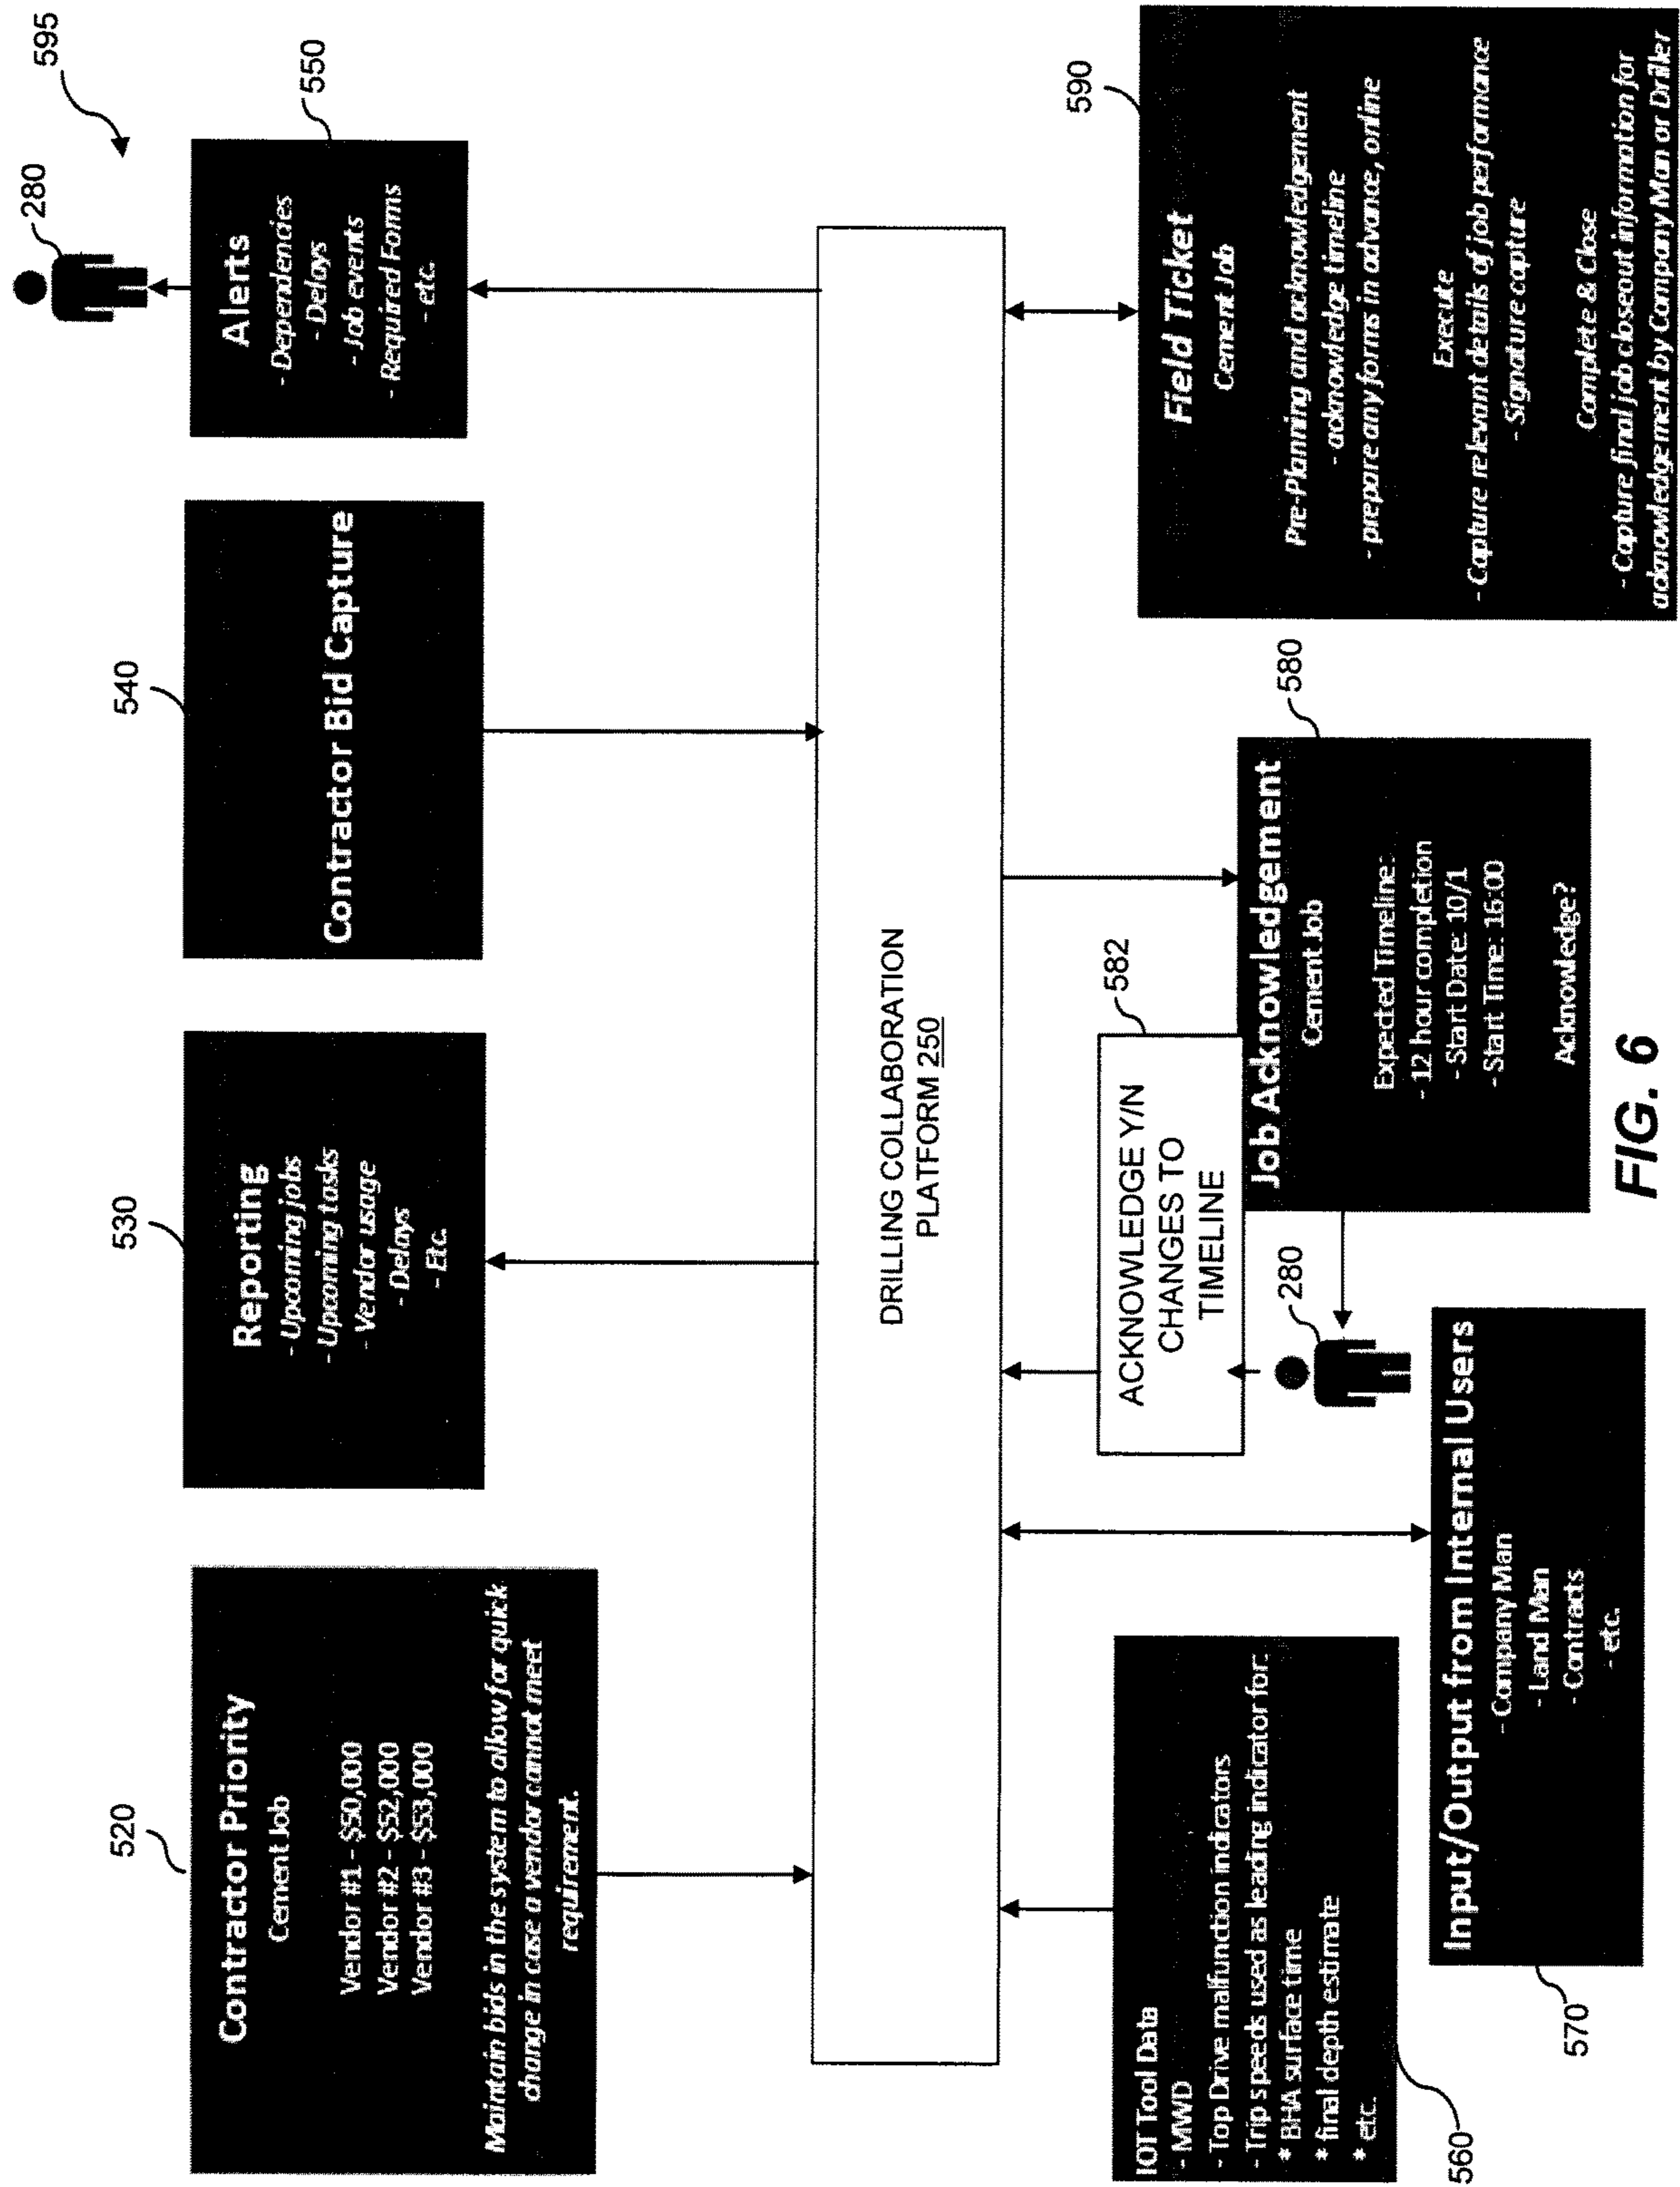 595
520
Contractor Priority
Cement Job
Vendor #1 - $50,000
Vendor #2 - $52,000
Vendor #3 - $53,000
Maintain bids in the system to allow for quick
change in case a vendor cannot meet
requirement.
530
Reporting
- Upcoming jobs
- Upcoming tasks
- Vendor usage
- Delays
- Etc.
540
Contractor Bid Capture
280
550
Alerts
- Dependencies
- Delays
- Job events
- Required Forms
- etc.
DRILLING COLLABORATION
PLATFORM 250
560
IOT Tool Data
- MWD
- Top Drive malfunction indicators
- Trip speeds used as leading indicator for:
* BHA surface time
* final depth estimate
* etc.
570
Input/Output from Internal Users
- Company Man
- Land Man
- Contracts
- etc.
582
ACKNOWLEDGE Y/N
CHANGES TO
TIMELINE
280
580
Job Acknowledgement
Cement Job
Expected Timeline:
- 12 hour completion
- Start Date: 10/1
- Start Time: 16:00
Acknowledge?
590
Field Ticket
Cement Job
Pre-Planning and acknowledgement
- acknowledge timeline
- prepare any forms in advance, online
Execute
- Capture relevant details of job performance
- Signature capture
Complete & Close
- Capture final job closeout information for
acknowledgement by Company Man or Driller
FIG. 6